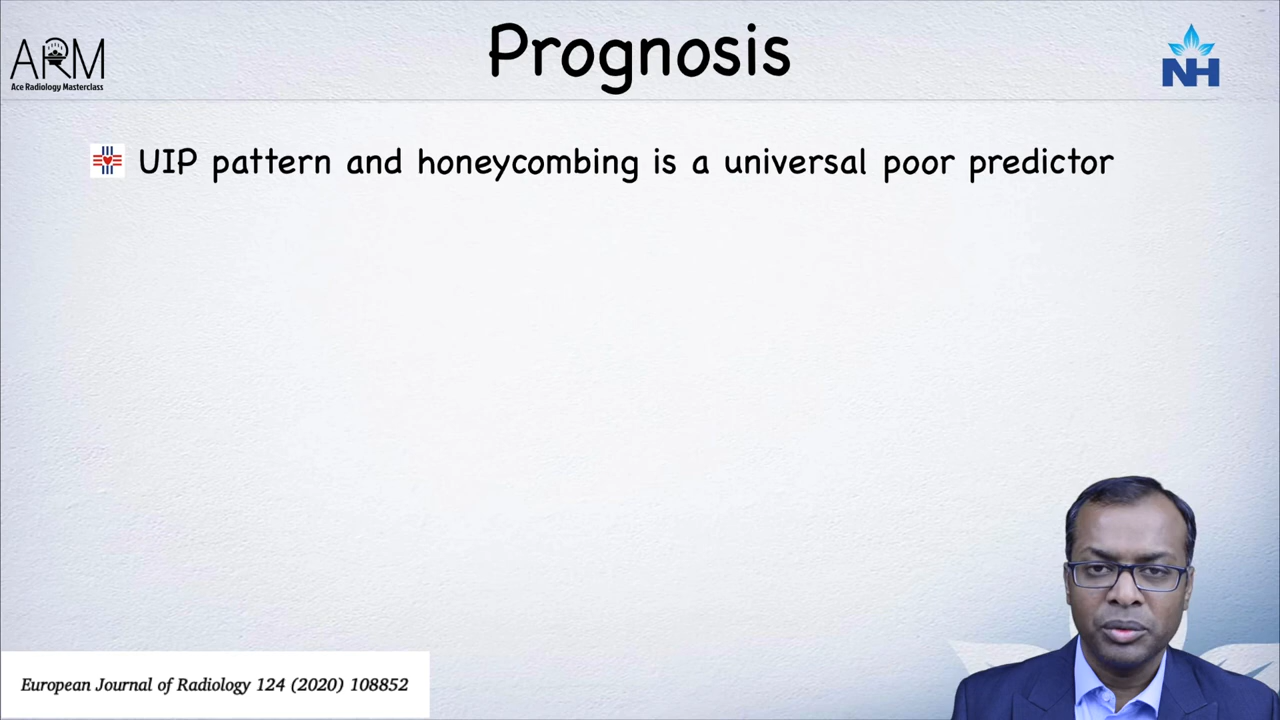 Prognosis
ARM
Ace Radiology Masterclass
NH
UIP pattern and honeycombing is a universal poor predictor
European Journal of Radiology 124 (2020) 108852